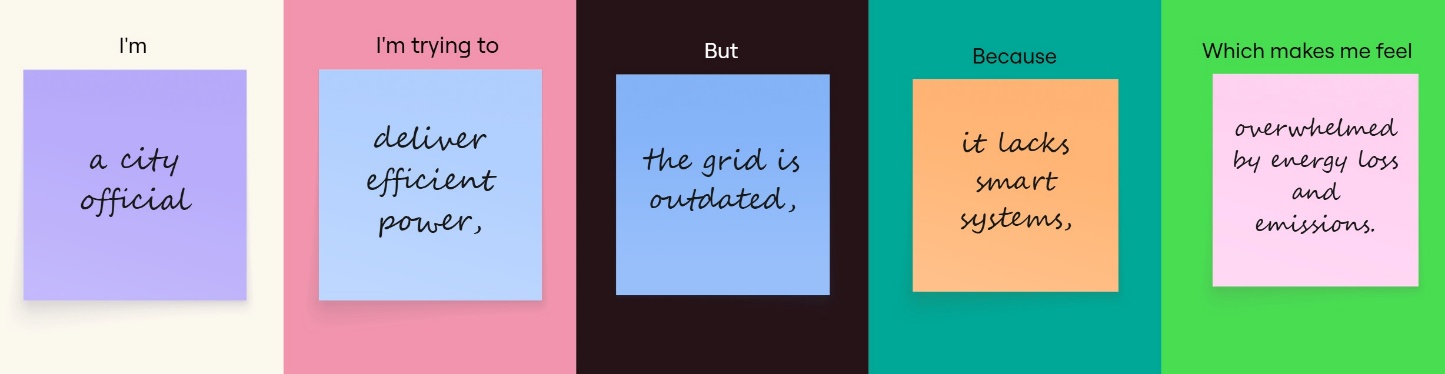 I'm
a city
official
I'm trying to
deliver
efficient
power,
But
the grid is
outdated,
Because
it lacks
smart
systems,
Which makes me feel
overwhelmed
by energy loss
and
emissions.